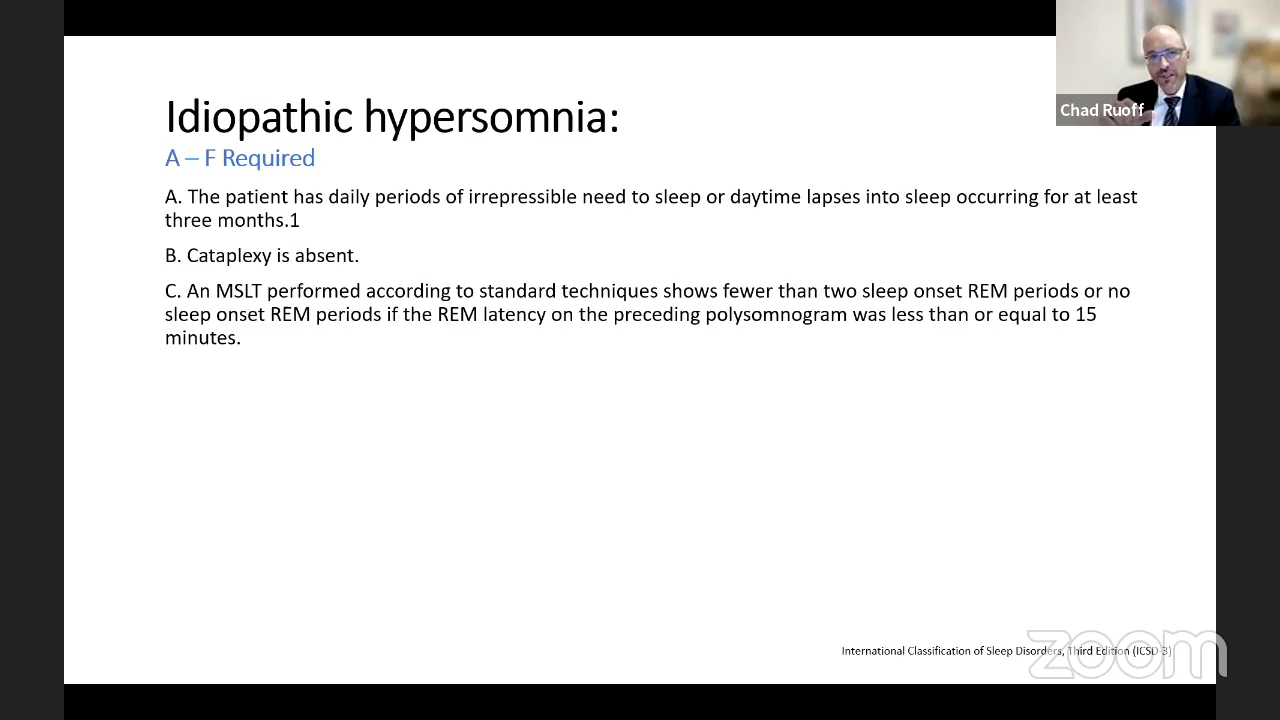 Idiopathic hypersomnia:
A – F Required
A. The patient has daily periods of irrepressible need to sleep or daytime lapses into sleep occurring for at least
three months.1
B. Cataplexy is absent.
C. An MSLT performed according to standard techniques shows fewer than two sleep onset REM periods or no
sleep onset REM periods if the REM latency on the preceding polysomnogram was less than or equal to 15
minutes.
Chad Ruoff
International Classification of Sleep Disorders, Third Edition (ICSD-3)
zoom